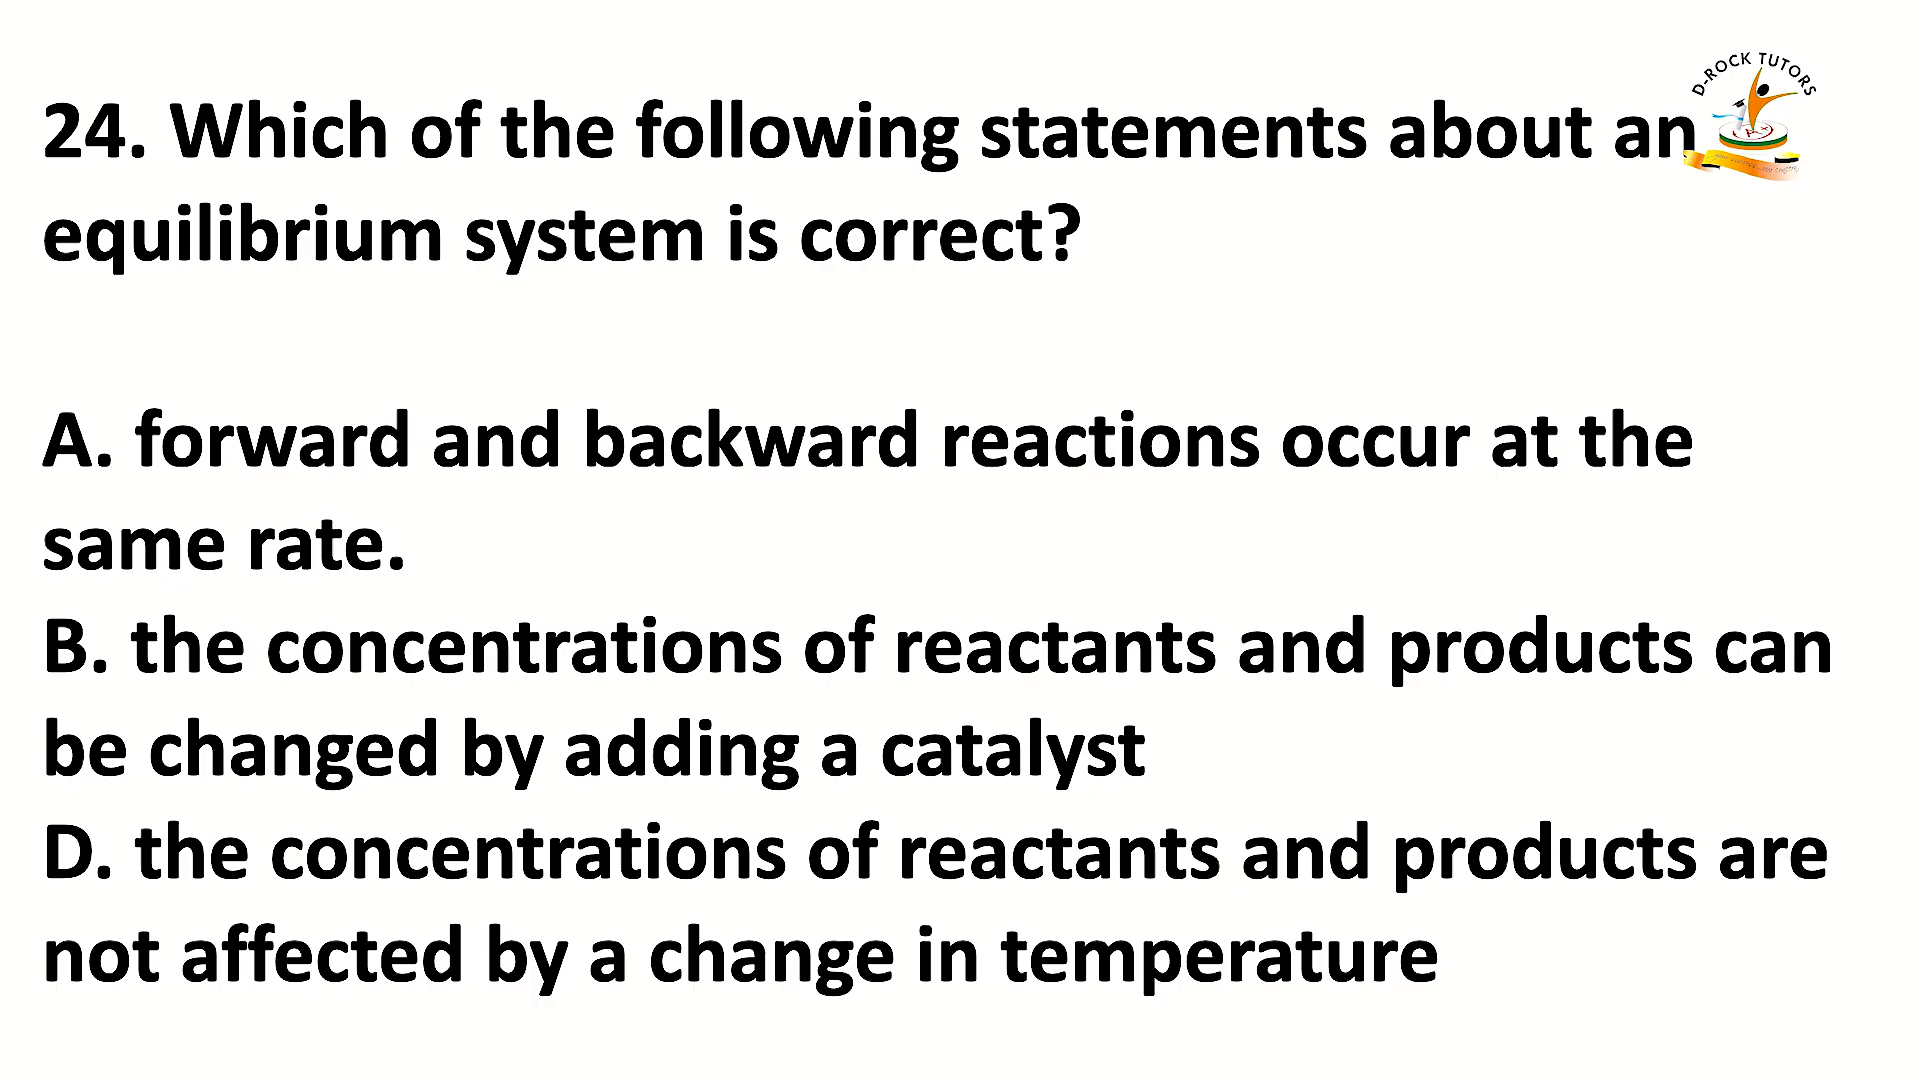 D-ROCK TUTORS
24. Which of the following statements about an
equilibrium system is correct?
A. forward and backward reactions occur at the
same rate.
B. the concentrations of reactants and products can
be changed by adding a catalyst
D. the concentrations of reactants and products are
not affected by a change in temperature